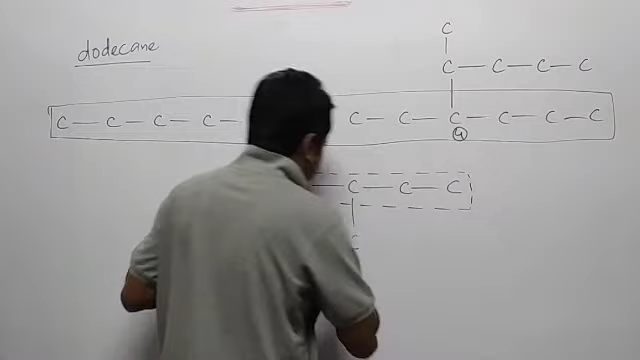 dodecane
C
C — C — C — C
C — C — C — C — C — C — C — C — C — C
4
— C — C — C
C